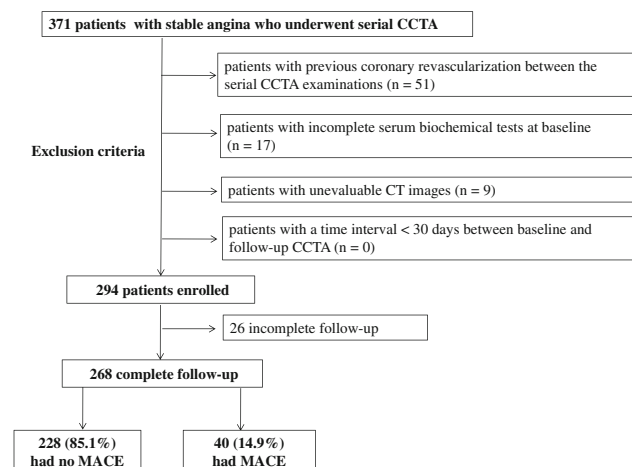 371 patients with stable angina who underwent serial CCTA
patients with previous coronary revascularization between the
serial CCTA examinations (n = 51)
patients with incomplete serum biochemical tests at baseline
(n = 17)
Exclusion criteria
patients with unevaluable CT images (n = 9)
patients with a time interval < 30 days between baseline and
follow-up CCTA (n = 0)
294 patients enrolled
26 incomplete follow-up
268 complete follow-up
228 (85.1%)
had no MACE
40 (14.9%)
had MACE